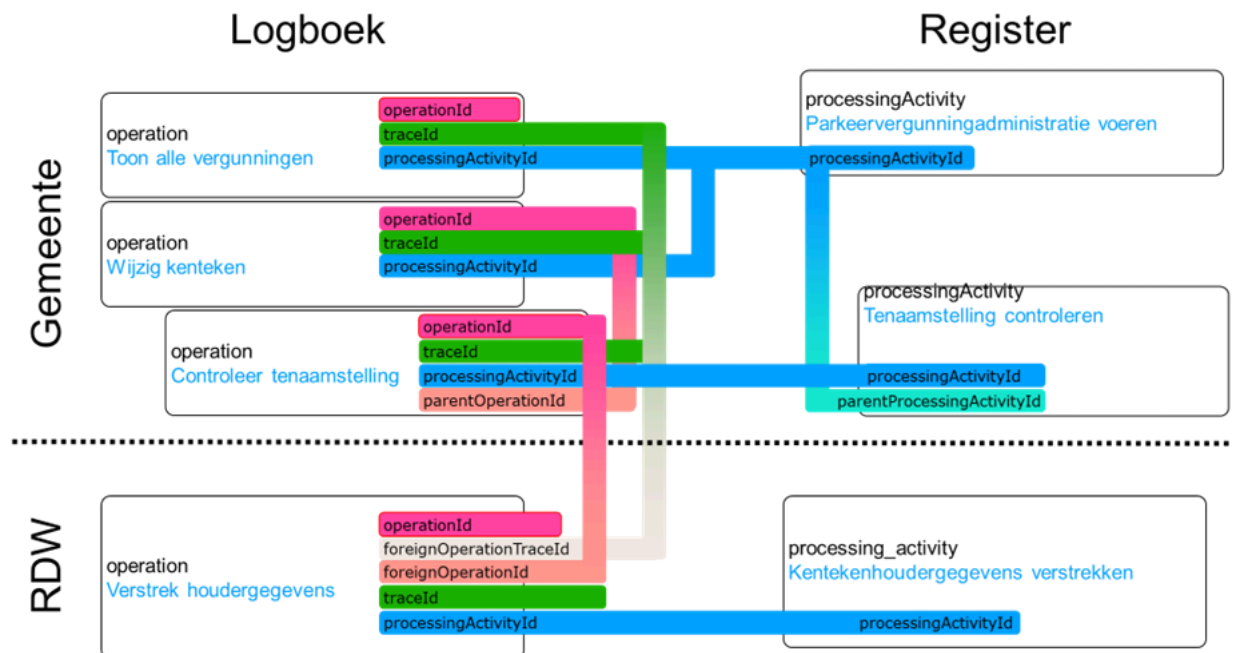 Logboek
Register
Gemeente
operation
Toon alle vergunningen
operationId
traceId
processingActivityId
processingActivity
Parkeervergunningadministratie voeren
processingActivityId
operation
Wijzig kenteken
operationId
traceId
processingActivityId
operation
Controleer tenaamstelling
operationId
traceId
processingActivityId
parentOperationId
processingActivity
Tenaamstelling controleren
processingActivityId
parentProcessingActivityId
RDW
operation
Verstrek houdergegevens
operationId
foreignOperationTraceId
foreignOperationId
traceId
processingActivityId
processing_activity
Kentekenhoudergegevens verstrekken
processingActivityId